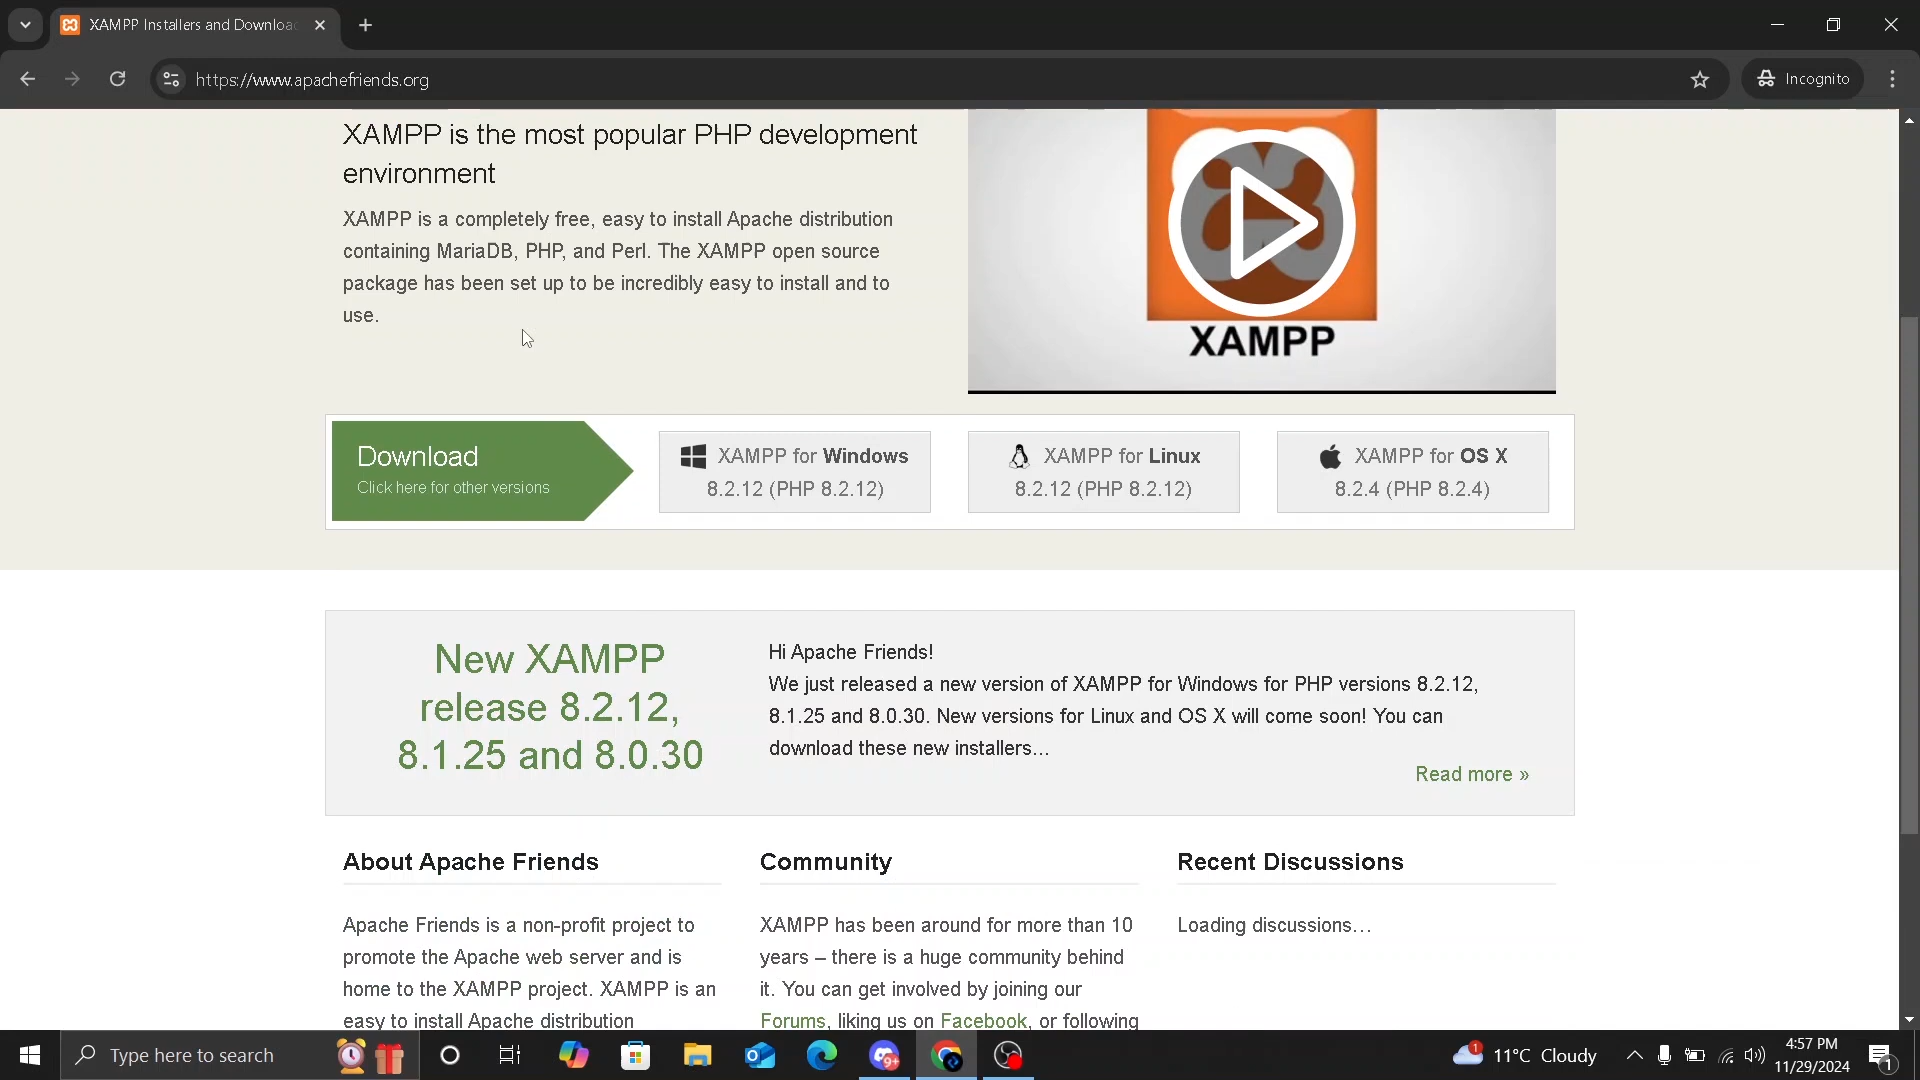 XAMPP Installers and Downloa
https://www.apachefriends.org
Incognito
XAMPP is the most popular PHP development
environment
XAMPP is a completely free, easy to install Apache distribution
containing MariaDB, PHP, and Perl. The XAMPP open source
package has been set up to be incredibly easy to install and to
use.
XAMPP
Download
Click here for other versions
XAMPP for Windows
8.2.12 (PHP 8.2.12)
XAMPP for Linux
8.2.12 (PHP 8.2.12)
XAMPP for OS X
8.2.4 (PHP 8.2.4)
New XAMPP
release 8.2.12,
8.1.25 and 8.0.30
Hi Apache Friends!
We just released a new version of XAMPP for Windows for PHP versions 8.2.12,
8.1.25 and 8.0.30. New versions for Linux and OS X will come soon! You can
download these new installers...
Read more »
About Apache Friends
Apache Friends is a non-profit project to
promote the Apache web server and is
home to the XAMPP project. XAMPP is an
easy to install Apache distribution
Community
XAMPP has been around for more than 10
years – there is a huge community behind
it. You can get involved by joining our
Forums, liking us on Facebook, or following
Recent Discussions
Loading discussions…
Type here to search
9+
1
11°C Cloudy
4:57 PM
11/29/2024
1